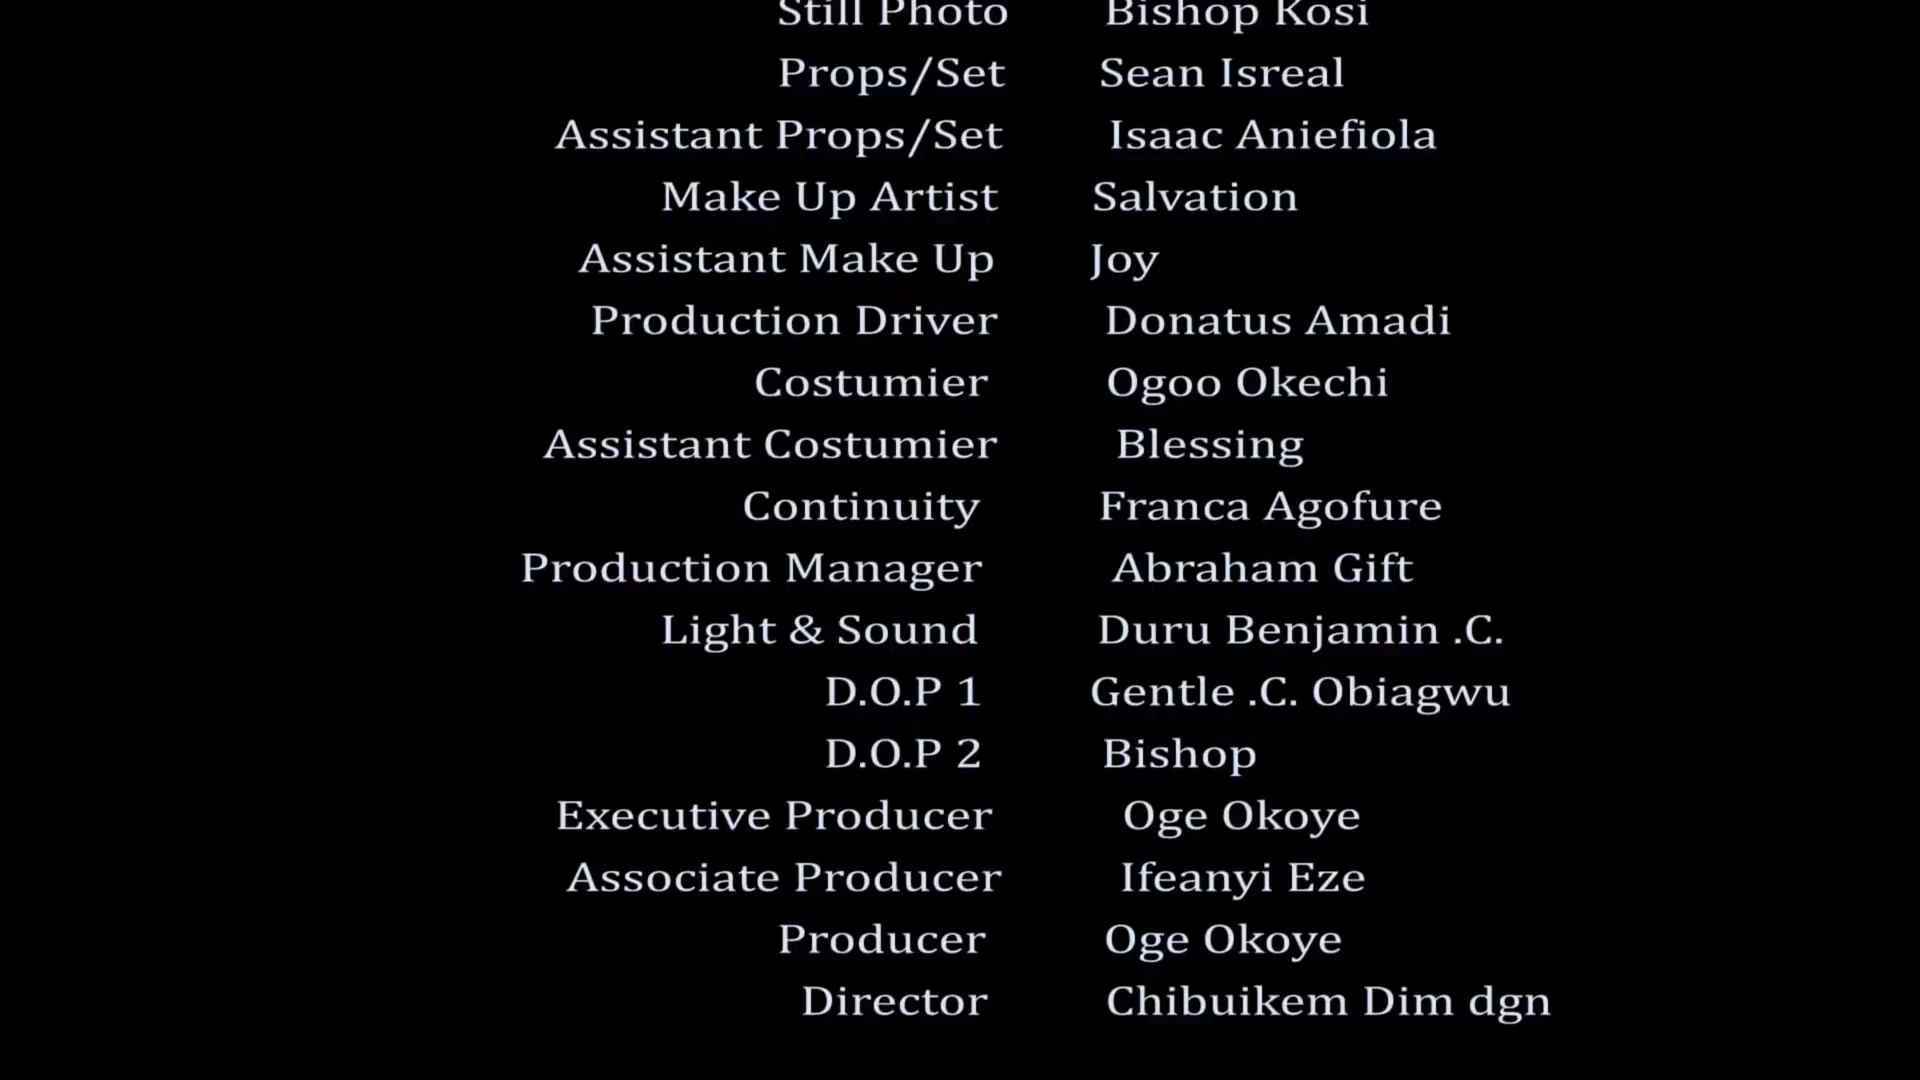 Still Photo Bishop Kosi
Props/Set Sean Isreal
Assistant Props/Set Isaac Aniefiola
Make Up Artist Salvation
Assistant Make Up Joy
Production Driver Donatus Amadi
Costumier Ogoo Okechi
Assistant Costumier Blessing
Continuity Franca Agofure
Production Manager Abraham Gift
Light & Sound Duru Benjamin .C.
D.O.P 1 Gentle .C. Obiagwu
D.O.P 2 Bishop
Executive Producer Oge Okoye
Associate Producer Ifeanyi Eze
Producer Oge Okoye
Director Chibuikem Dim dgn